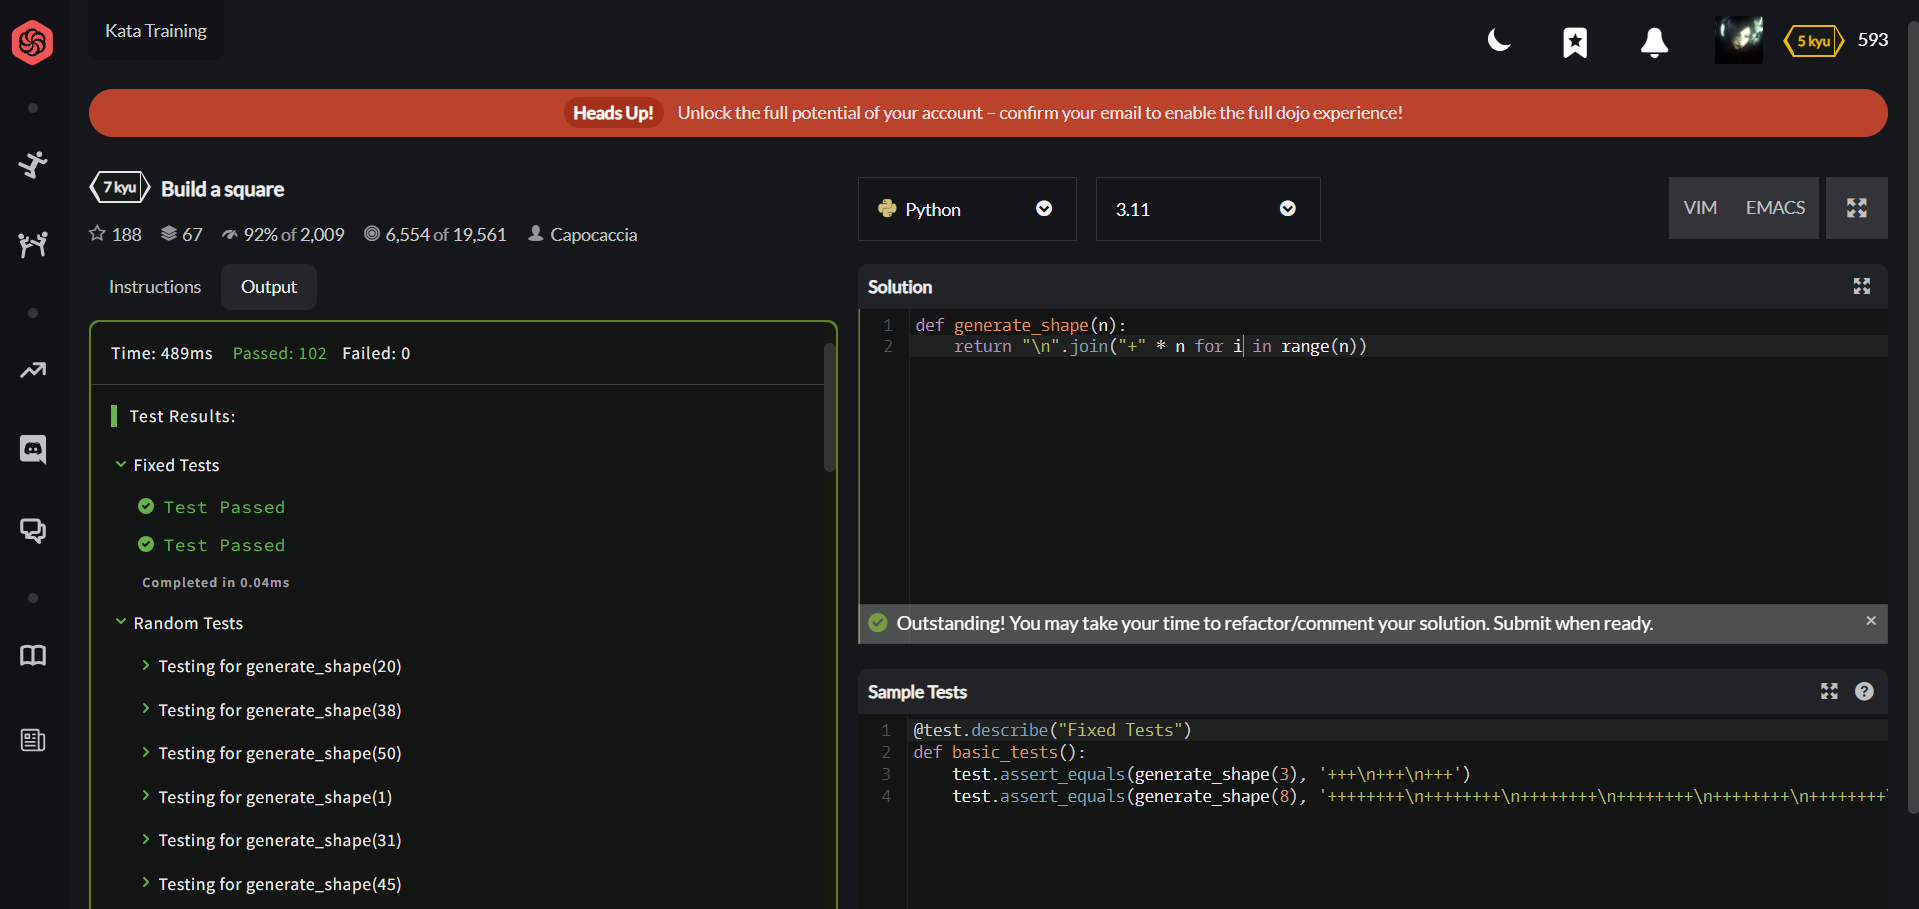 Kata Training
5 kyu 593
Heads Up! Unlock the full potential of your account – confirm your email to enable the full dojo experience!
7 kyu Build a square
188 67 92% of 2,009 6,554 of 19,561 Capocaccia
Instructions Output
Time: 489ms Passed: 102 Failed: 0
Test Results:
Fixed Tests
Test Passed
Test Passed
Completed in 0.04ms
Random Tests
Testing for generate_shape(20)
Testing for generate_shape(38)
Testing for generate_shape(50)
Testing for generate_shape(1)
Testing for generate_shape(31)
Testing for generate_shape(45)
Python 3.11 VIM EMACS
Solution
1 def generate_shape(n):
2 return "\n".join("+" * n for i in range(n))
Outstanding! You may take your time to refactor/comment your solution. Submit when ready.
Sample Tests
1 @test.describe("Fixed Tests")
2 def basic_tests():
3 test.assert_equals(generate_shape(3), '+++\n+++\n+++')
4 test.assert_equals(generate_shape(8), '++++++++\n++++++++\n++++++++\n++++++++\n++++++++\n++++++++\